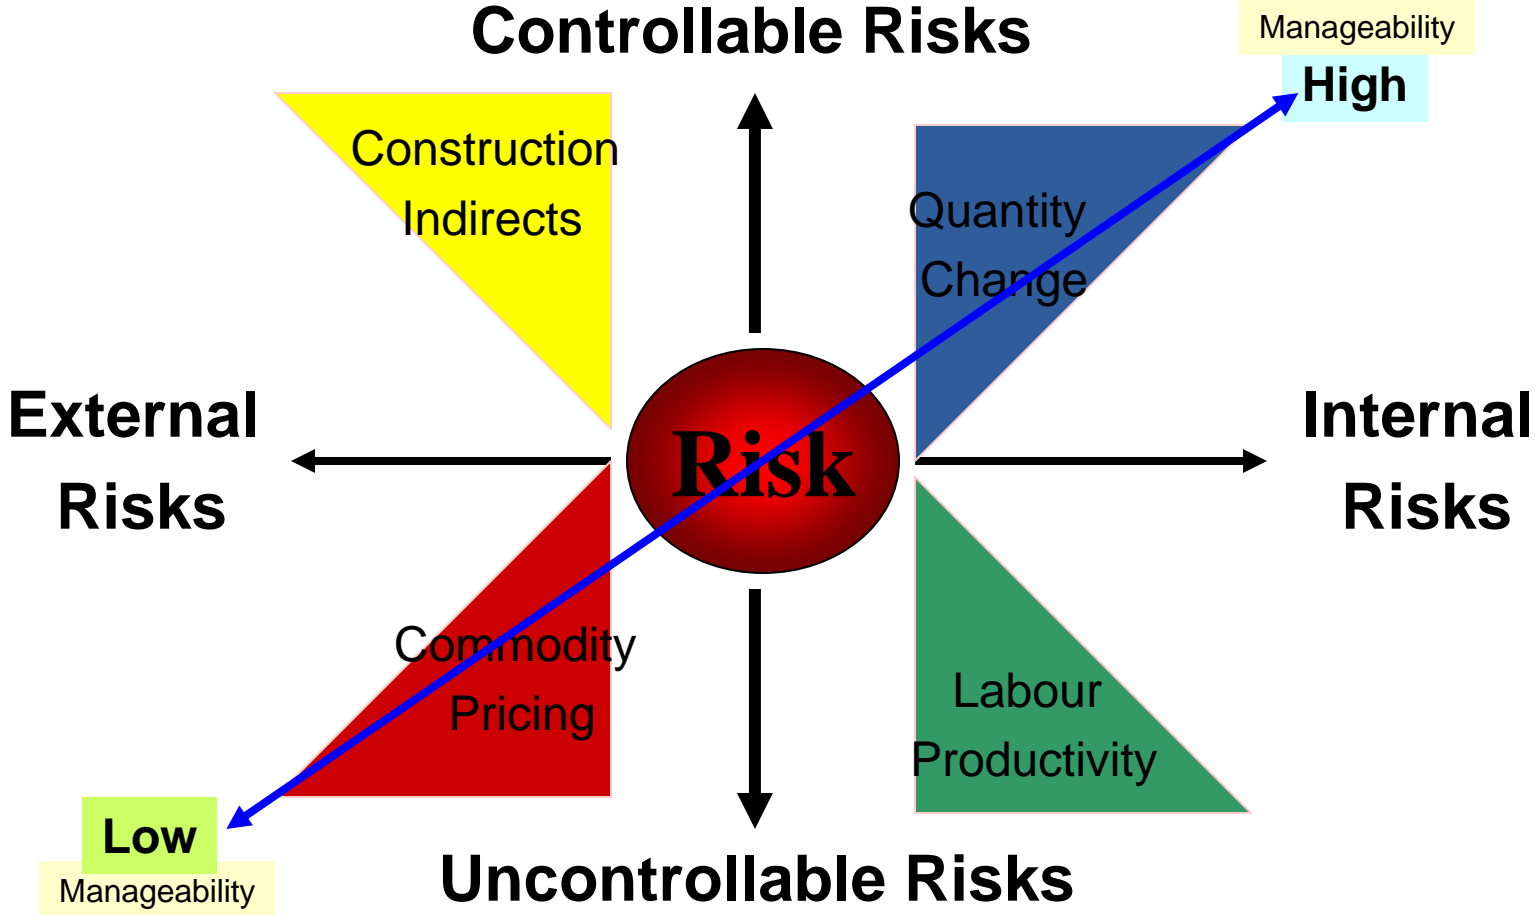 Controllable Risks
Manageability
High
Construction
Indirects
Quantity
Change
External
Risks
Risk
Internal
Risks
Commodity
Pricing
Labour
Productivity
Low
Manageability
Uncontrollable Risks